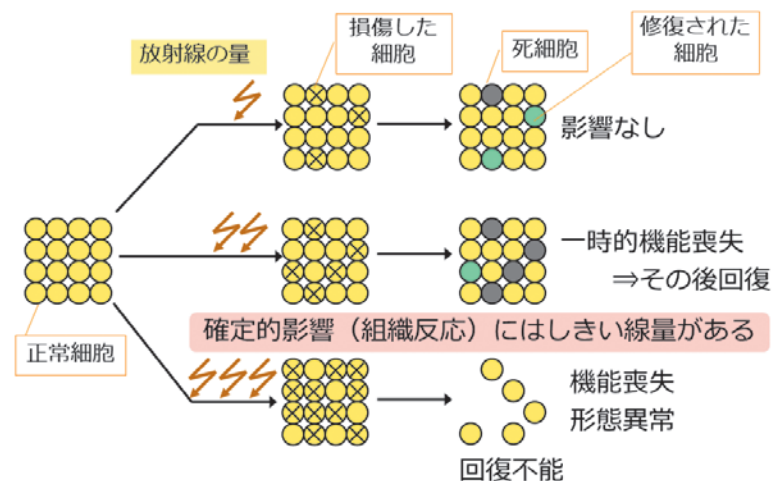 放射線の量
損傷した
細胞
死細胞
修復された
細胞
影響なし
一時的機能喪失
⇒その後回復
正常細胞
確定的影響（組織反応）にはしきい線量がある
機能喪失
形態異常
回復不能